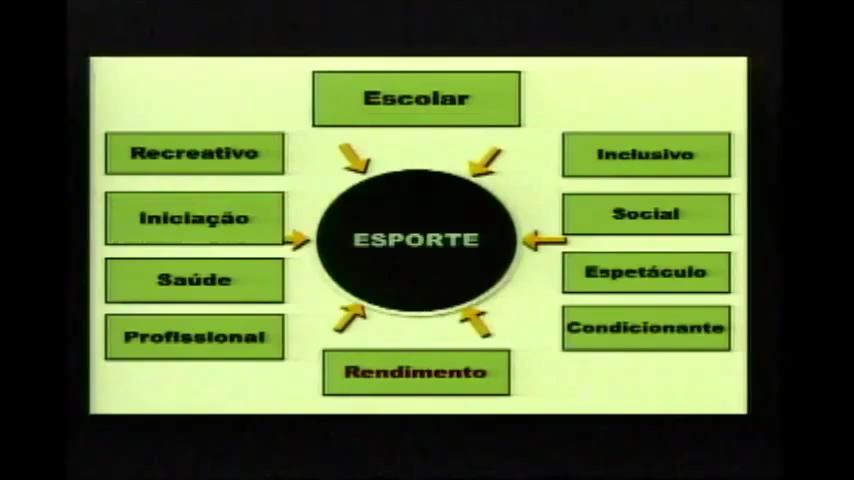 Escolar
Recreativo
Inclusivo
Iniciação
Social
ESPORTE
Saúde
Espetáculo
Profissional
Condicionante
Rendimento